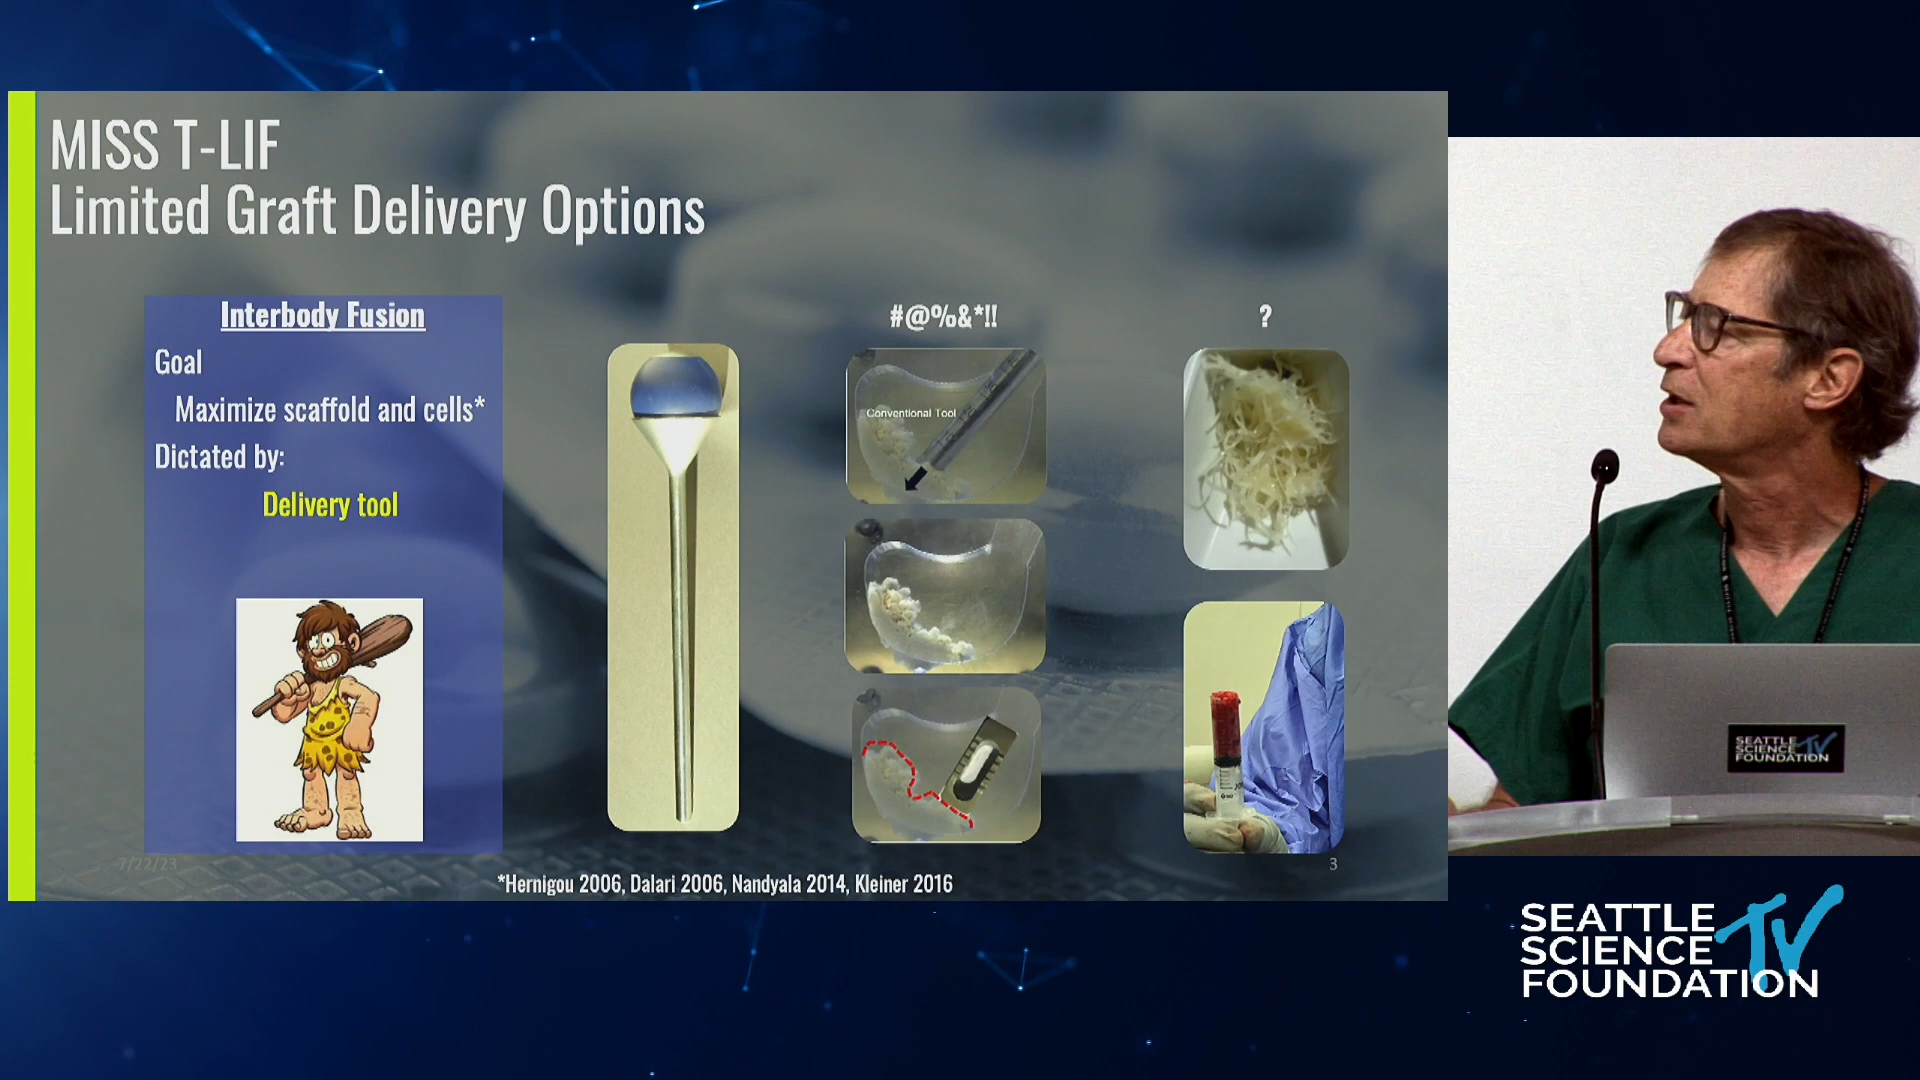 MISS T-LIF
Limited Graft Delivery Options
Interbody Fusion
Goal
Maximize scaffold and cells*
Dictated by:
Delivery tool
#@%&*!!
Conventional Tool
?
7/22/23
3
*Hernigou 2006, Dalari 2006, Nandyala 2014, Kleiner 2016
SEATTLE
SCIENCE TV
FOUNDATION
SEATTLE
SCIENCE TV
FOUNDATION